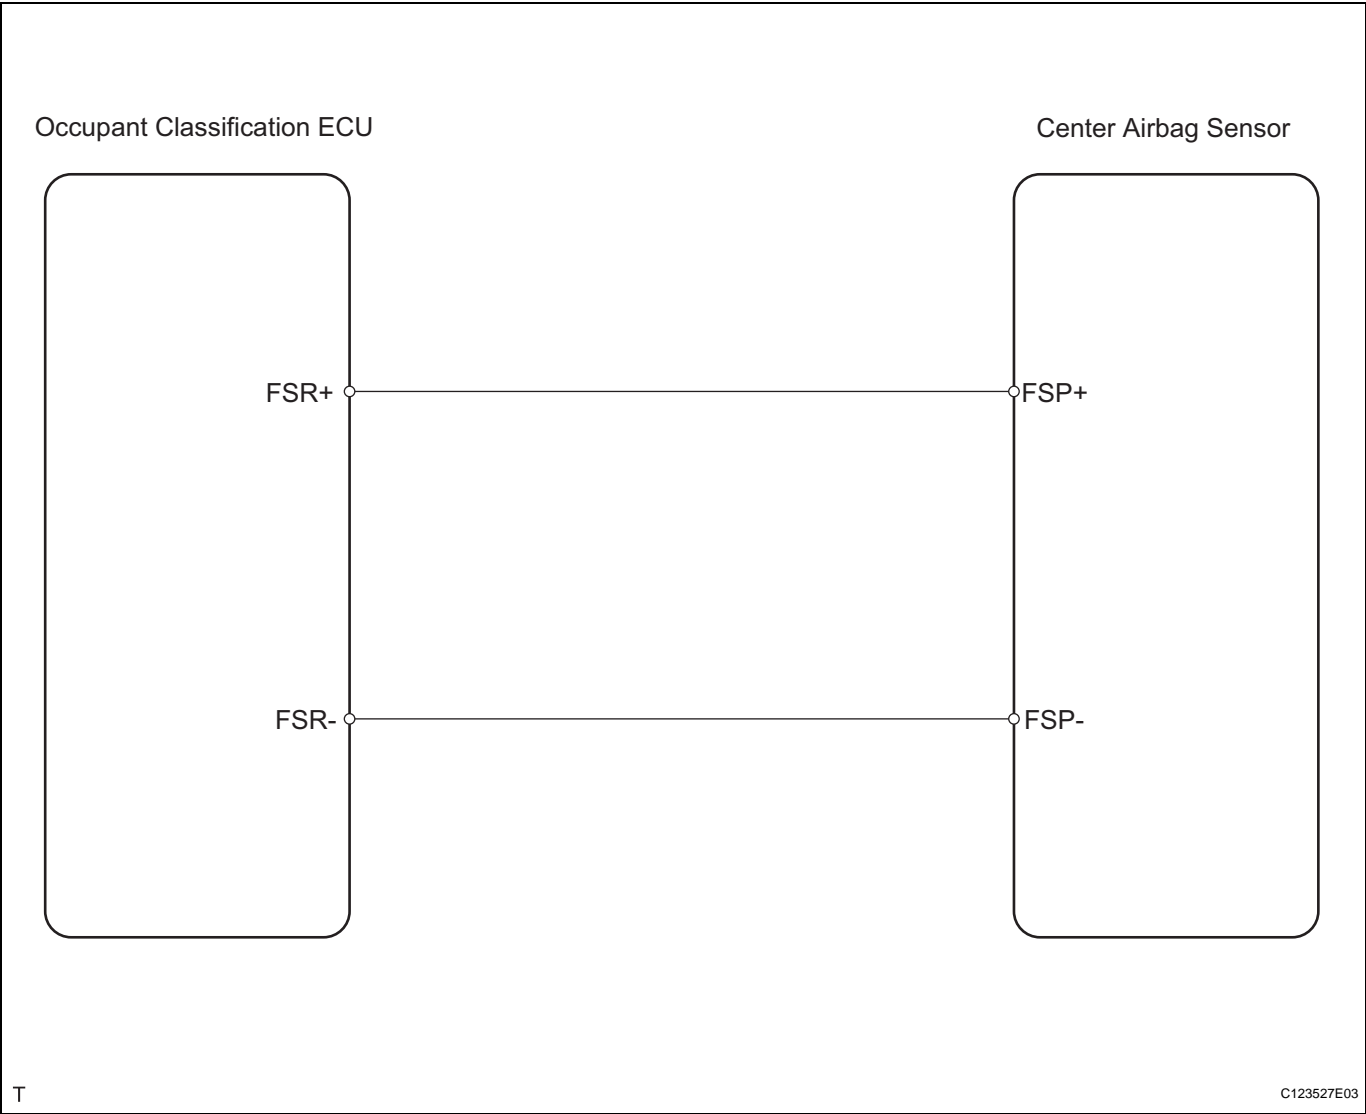 Occupant Classification ECU
Center Airbag Sensor
FSR+
FSP+
FSR-
FSP-
T
C123527E03